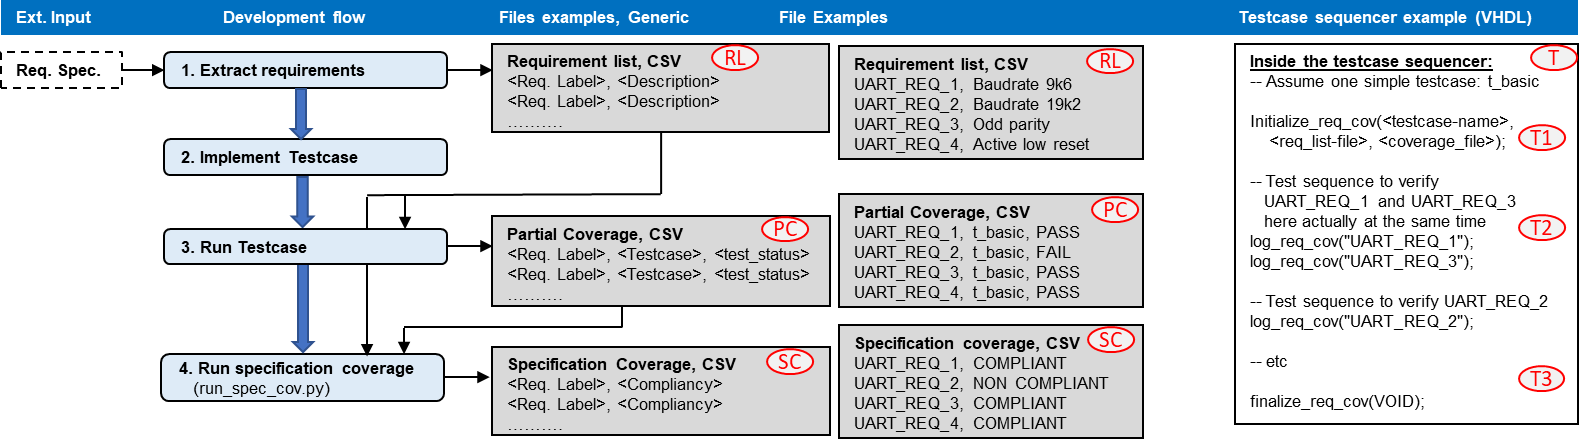 Ext. Input
Development flow
Files examples, Generic
File Examples
Testcase sequencer example (VHDL)
Req. Spec.
1. Extract requirements
2. Implement Testcase
3. Run Testcase
4. Run specification coverage
(run_spec_cov.py)
Requirement list, CSV
RL
<Req. Label>, <Description>
<Req. Label>, <Description>
..........
Partial Coverage, CSV
PC
<Req. Label>, <Testcase>, <test_status>
<Req. Label>, <Testcase>, <test_status>
..........
Specification Coverage, CSV
SC
<Req. Label>, <Compliancy>
<Req. Label>, <Compliancy>
..........
Requirement list, CSV
RL
UART_REQ_1, Baudrate 9k6
UART_REQ_2, Baudrate 19k2
UART_REQ_3, Odd parity
UART_REQ_4, Active low reset
Partial Coverage, CSV
PC
UART_REQ_1, t_basic, PASS
UART_REQ_2, t_basic, FAIL
UART_REQ_3, t_basic, PASS
UART_REQ_4, t_basic, PASS
Specification coverage, CSV
SC
UART_REQ_1, COMPLIANT
UART_REQ_2, NON COMPLIANT
UART_REQ_3, COMPLIANT
UART_REQ_4, COMPLIANT
Inside the testcase sequencer:
T
-- Assume one simple testcase: t_basic
Initialize_req_cov(<testcase-name>,
<req_list-file>, <coverage_file>);
T1
-- Test sequence to verify
UART_REQ_1 and UART_REQ_3
here actually at the same time
T2
log_req_cov("UART_REQ_1");
log_req_cov("UART_REQ_3");
-- Test sequence to verify UART_REQ_2
log_req_cov("UART_REQ_2");
-- etc
T3
finalize_req_cov(VOID);